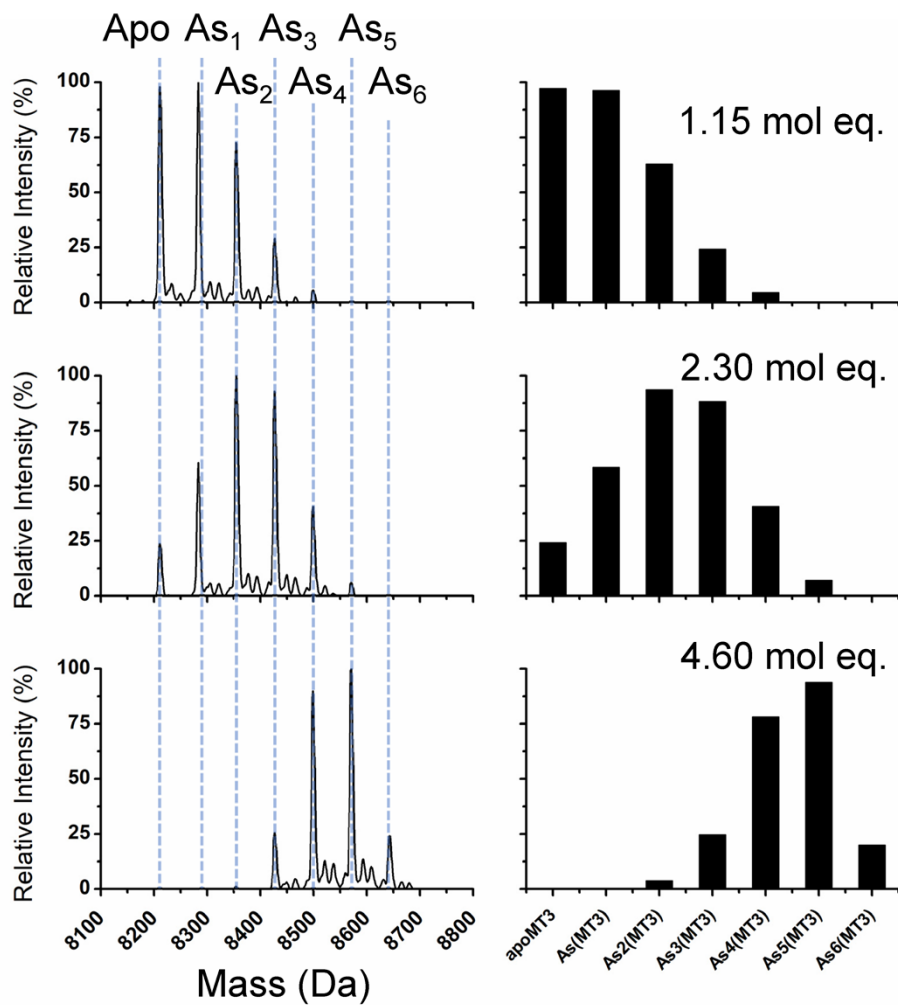 Apo As₁ As₃ As₅
As₂ As₄ As₆
Relative Intensity (%)
100
75
50
25
0
1.15 mol eq.
Relative Intensity (%)
100
75
50
25
0
2.30 mol eq.
Relative Intensity (%)
100
75
50
25
0
4.60 mol eq.
8100 8200 8300 8400 8500 8600 8700 8800
Mass (Da)
apoMT3 As(MT3) As2(MT3) As3(MT3) As4(MT3) As5(MT3) As6(MT3)